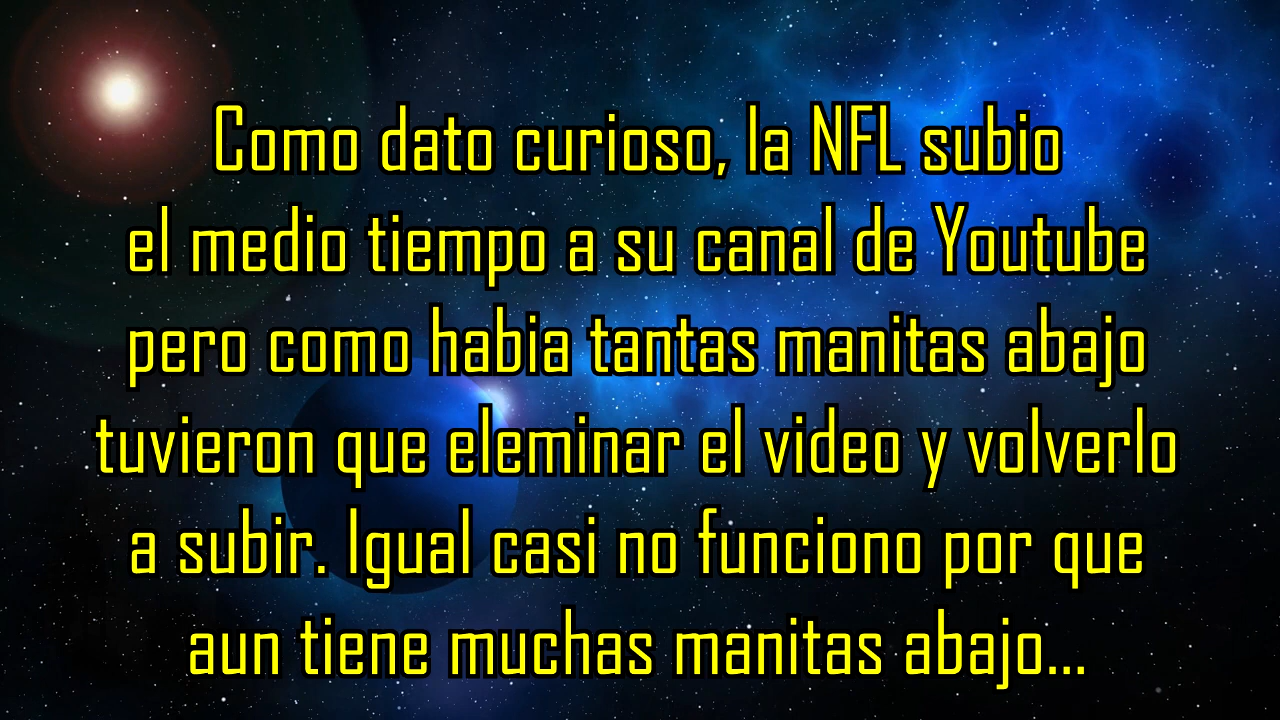 Como dato curioso, la NFL subio
el medio tiempo a su canal de Youtube
pero como habia tantas manitas abajo
tuvieron que eleminar el video y volverlo
a subir. Igual casi no funciono por que
aun tiene muchas manitas abajo...